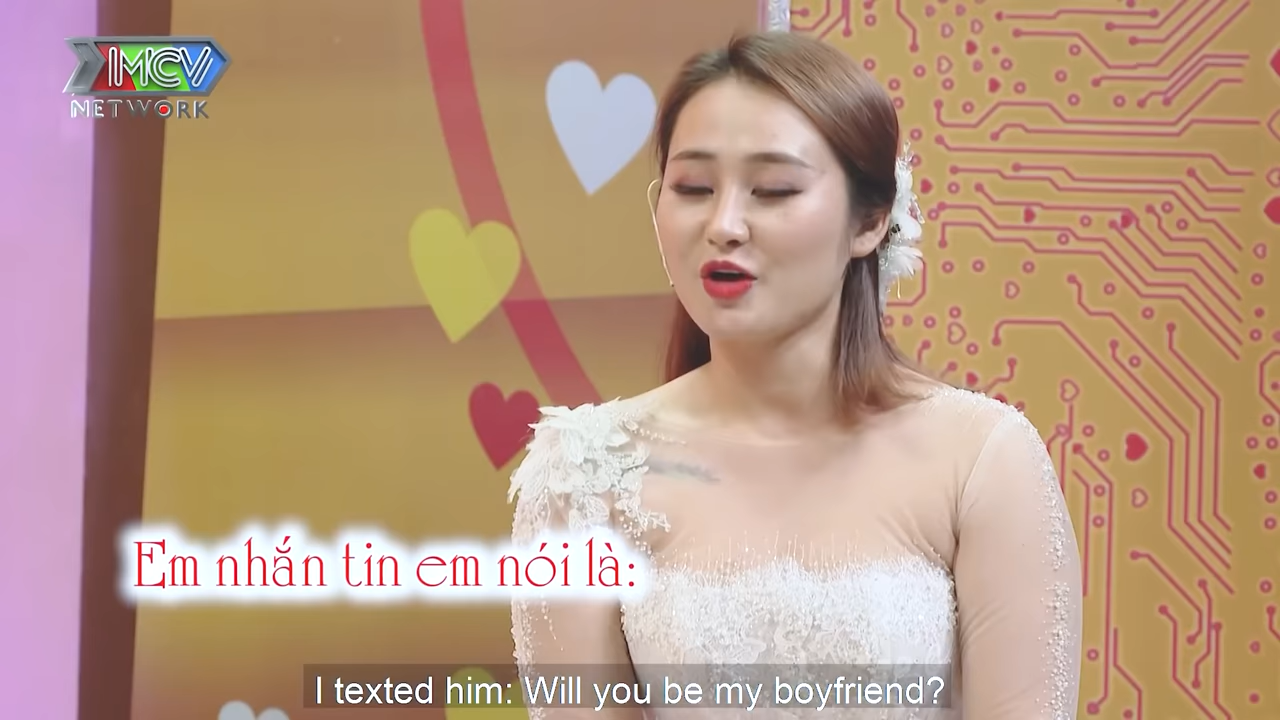 MCV
NETWORK
Em nhắn tin em nói là:
I texted him: Will you be my boyfriend?